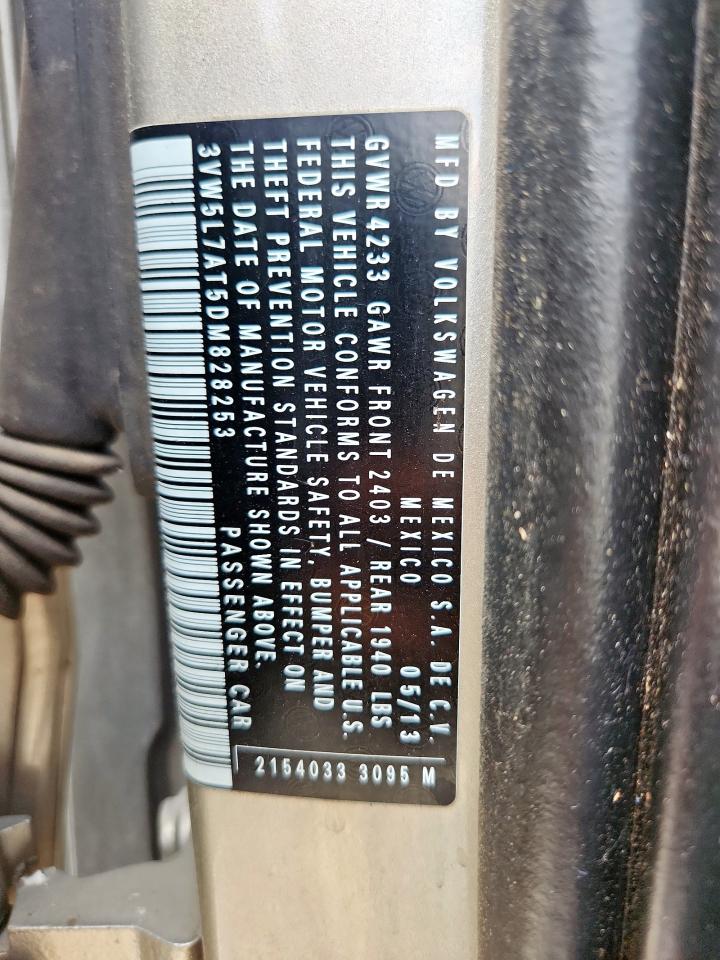 MFD BY VOLKSWAGEN DE MEXICO S.A. DE C.V.
MEXICO 05/13
GVWR 4233 GAWR FRONT 2403 / REAR 1940 LBS
THIS VEHICLE CONFORMS TO ALL APPLICABLE U.S.
FEDERAL MOTOR VEHICLE SAFETY, BUMPER AND
THEFT PREVENTION STANDARDS IN EFFECT ON
THE DATE OF MANUFACTURE SHOWN ABOVE.
3VW5L7AT5DM828253 PASSENGER CAR
2154033 3095 M